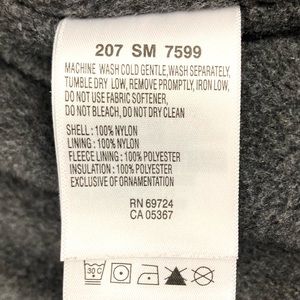 207 SM 7599
MACHINE WASH COLD GENTLE,WASH SEPARATELY,
TUMBLE DRY LOW, REMOVE PROMPTLY, IRON LOW,
DO NOT USE FABRIC SOFTENER,
DO NOT BLEACH, DO NOT DRY CLEAN
SHELL : 100% NYLON
LINING : 100% NYLON
FLEECE LINING : 100% POLYESTER
INSULATION : 100% POLYESTER
EXCLUSIVE OF ORNAMENTATION
RN 69724
CA 05367
30 C